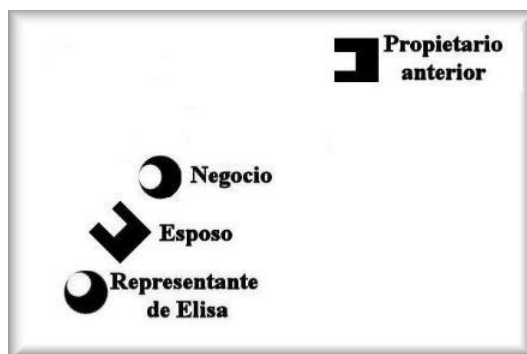 Propietario
anterior
Negocio
Esposo
Representante
de Elisa